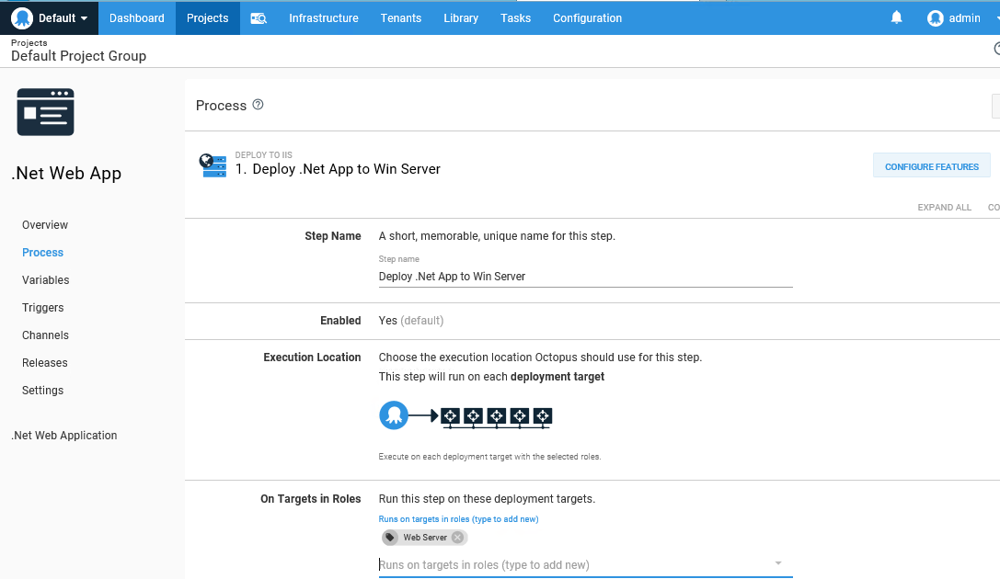 Default Dashboard Projects Infrastructure Tenants Library Tasks Configuration admin
Projects
Default Project Group
Process
DEPLOY TO IIS
1. Deploy .Net App to Win Server
CONFIGURE FEATURES
.Net Web App
EXPAND ALL CO
Overview
Process
Variables
Triggers
Channels
Releases
Settings
.Net Web Application
Step Name A short, memorable, unique name for this step.
Step name
Deploy .Net App to Win Server
Enabled Yes (default)
Execution Location Choose the execution location Octopus should use for this step.
This step will run on each deployment target
Execute on each deployment target with the selected roles.
On Targets in Roles Run this step on these deployment targets.
Runs on targets in roles (type to add new)
Web Server
Runs on targets in roles (type to add new)